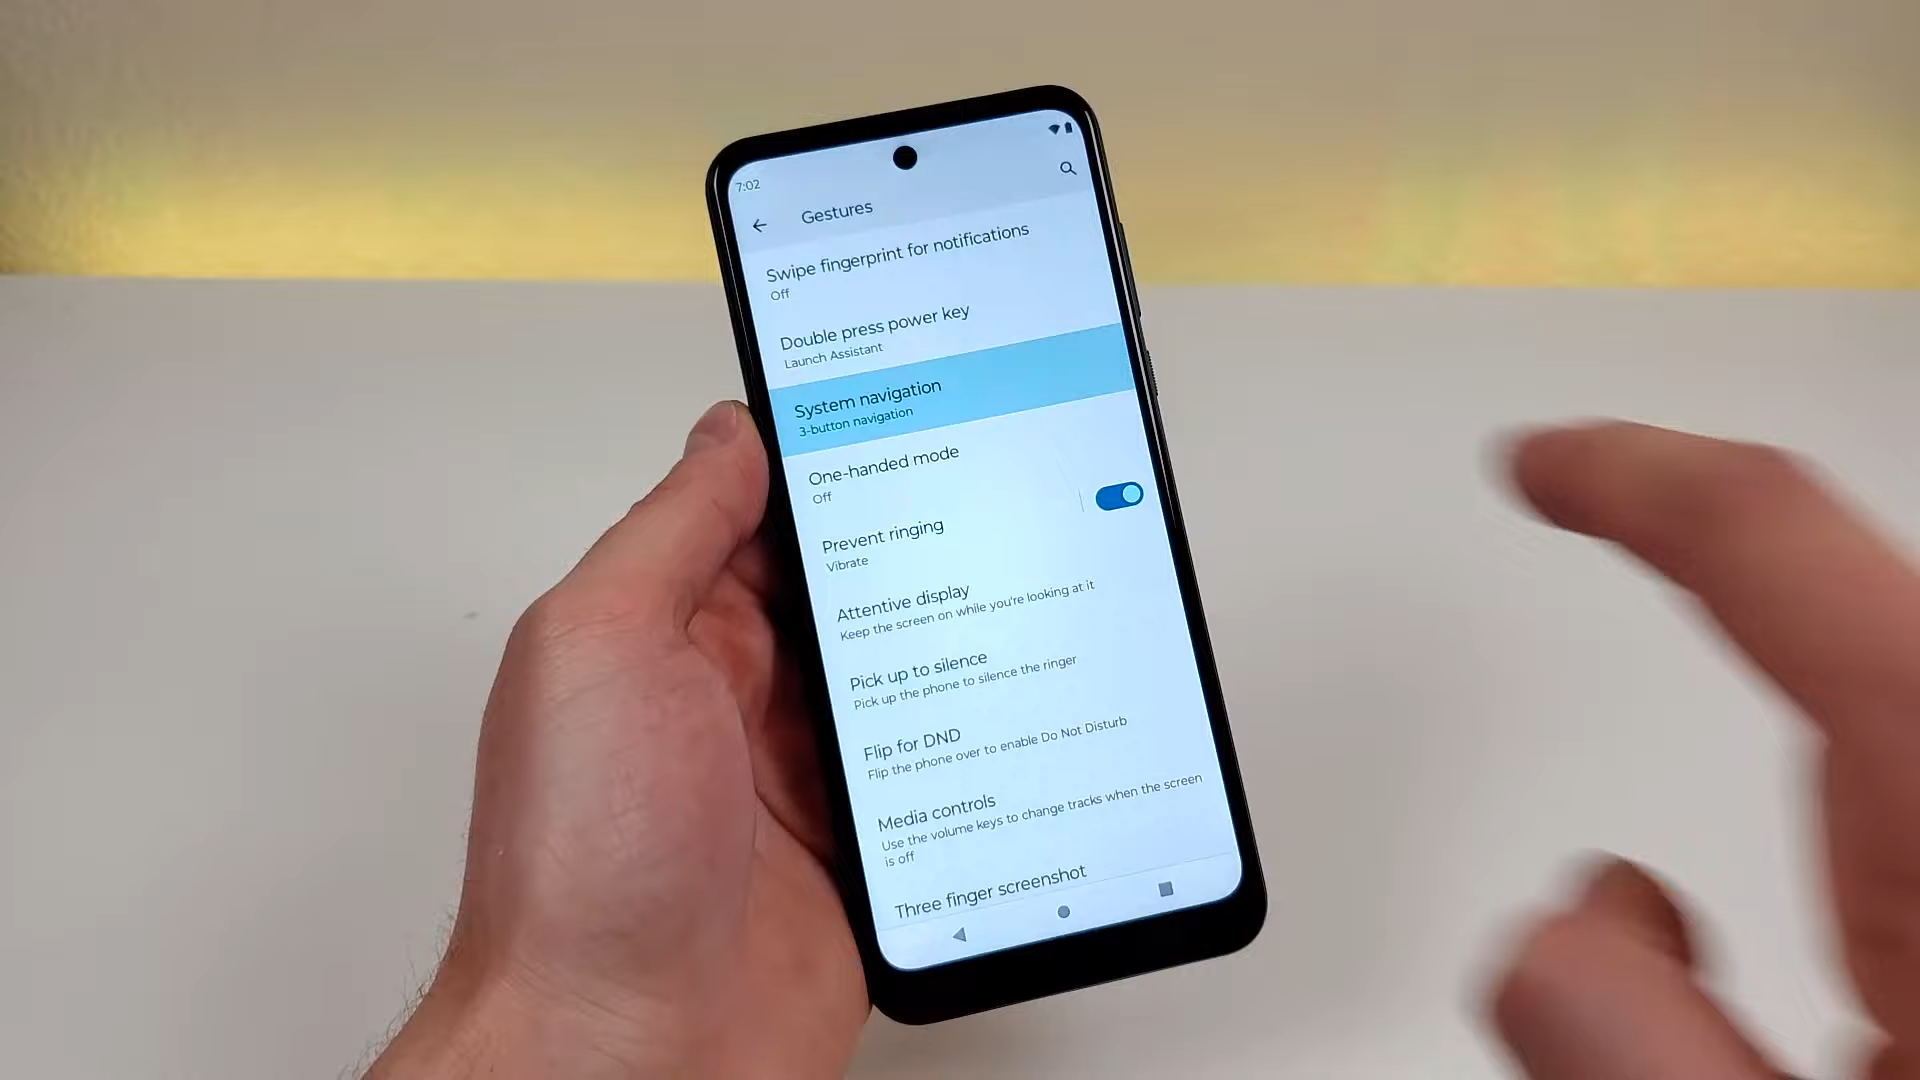 7:02
Gestures
Swipe fingerprint for notifications
Off
Double press power key
Launch Assistant
System navigation
3-button navigation
One-handed mode
Off
Prevent ringing
Vibrate
Attentive display
Keep the screen on while you're looking at it
Pick up to silence
Pick up the phone to silence the ringer
Flip for DND
Flip the phone over to enable Do Not Disturb
Media controls
Use the volume keys to change tracks when the screen
is off
Three finger screenshot